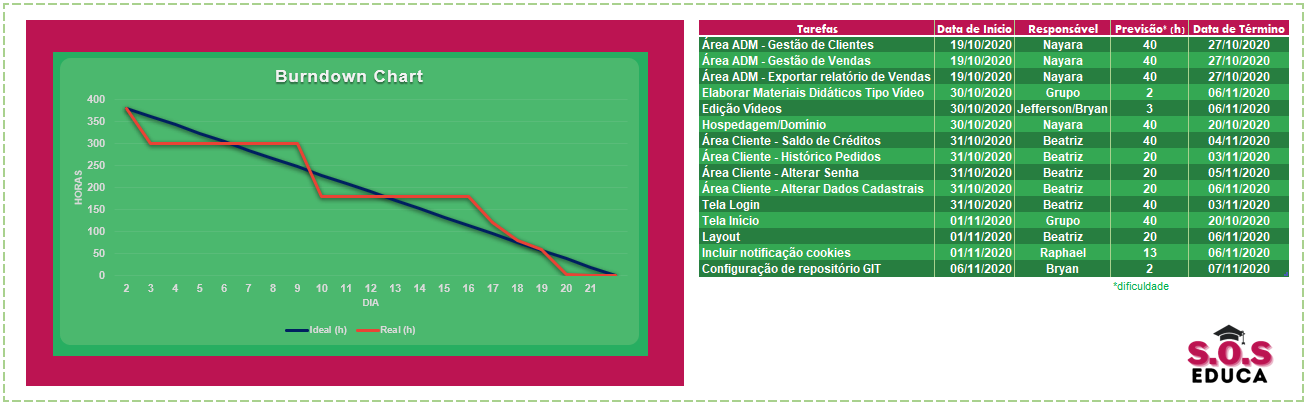 Burndown Chart
400
350
300
250
200
150
100
50
0
HORAS
2 3 4 5 6 7 8 9 10 11 12 13 14 15 16 17 18 19 20 21
DIA
Ideal (h) Real (h)
Tarefas Data de Início Responsável Previsão* (h) Data de Término
Área ADM - Gestão de Clientes 19/10/2020 Nayara 40 27/10/2020
Área ADM - Gestão de Vendas 19/10/2020 Nayara 40 27/10/2020
Área ADM - Exportar relatório de Vendas 19/10/2020 Nayara 40 27/10/2020
Elaborar Materiais Didáticos Tipo Video 30/10/2020 Grupo 2 06/11/2020
Edição Videos 30/10/2020 Jefferson/Bryan 3 06/11/2020
Hospedagem/Domínio 30/10/2020 Nayara 40 20/10/2020
Área Cliente - Saldo de Créditos 31/10/2020 Beatriz 40 04/11/2020
Área Cliente - Histórico Pedidos 31/10/2020 Beatriz 20 03/11/2020
Área Cliente - Alterar Senha 31/10/2020 Beatriz 20 05/11/2020
Área Cliente - Alterar Dados Cadastrais 31/10/2020 Beatriz 20 06/11/2020
Tela Login 31/10/2020 Beatriz 40 03/11/2020
Tela Início 01/11/2020 Grupo 40 20/10/2020
Layout 01/11/2020 Beatriz 20 06/11/2020
Incluir notificação cookies 01/11/2020 Raphael 13 06/11/2020
Configuração de repositório GIT 06/11/2020 Bryan 2 07/11/2020
*dificuldade
S.O.S
EDUCA